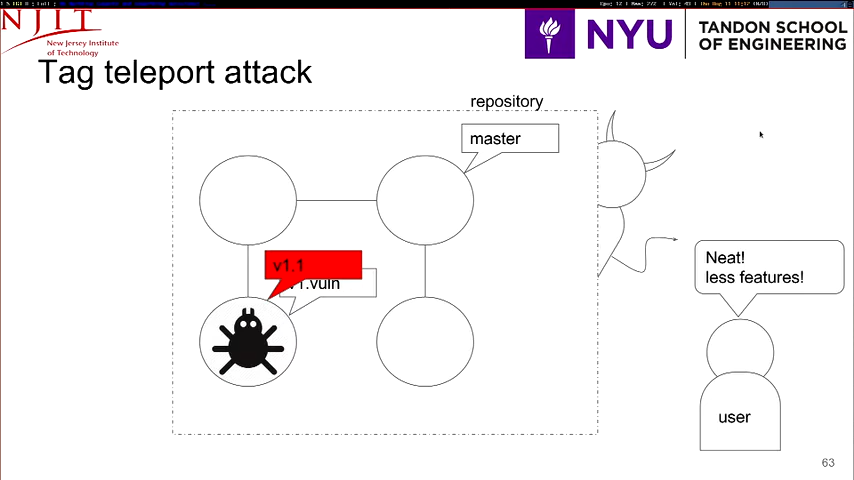 NJIT
New Jersey Institute
of Technology
NYU
TANDON SCHOOL
OF ENGINEERING
Tag teleport attack
repository
master
v1.1
v1.vuln
Neat!
less features!
user
63